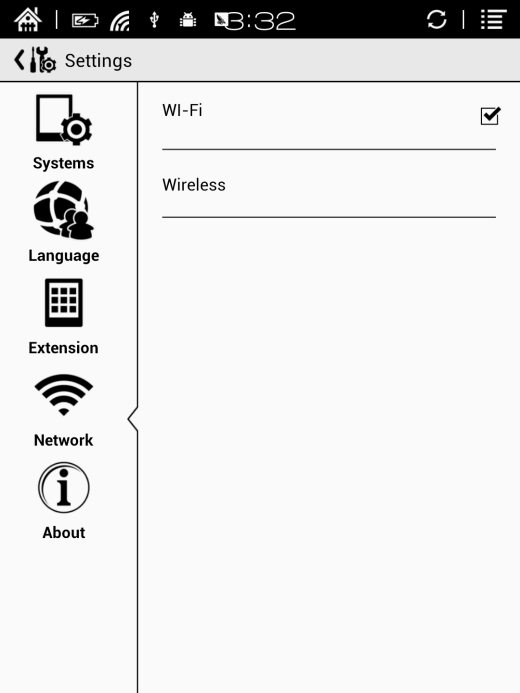 3:32
Settings
WI-Fi
Wireless
Systems
Language
Extension
Network
About